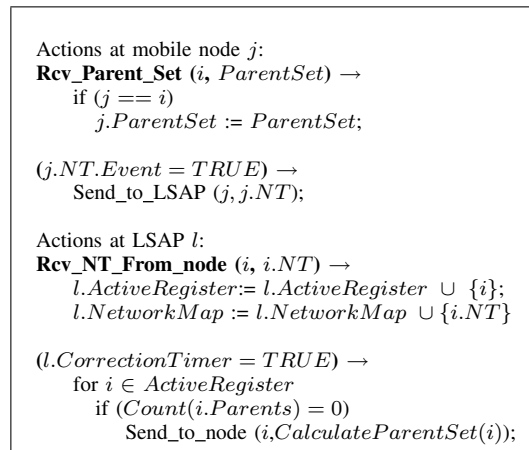 Actions at mobile node j:
Rcv_Parent_Set (i, ParentSet) →
if (j == i)
j.ParentSet := ParentSet;
(j.NT.Event = TRUE) →
Send_to_LSAP (j, j.NT);
Actions at LSAP l:
Rcv_NT_From_node (i, i.NT) →
l.ActiveRegister:= l.ActiveRegister ∪ {i};
l.NetworkMap := l.NetworkMap ∪ {i.NT}
(l.CorrectionTimer = TRUE) →
for i ∈ ActiveRegister
if (Count(i.Parents) = 0)
Send_to_node (i,CalculateParentSet(i));